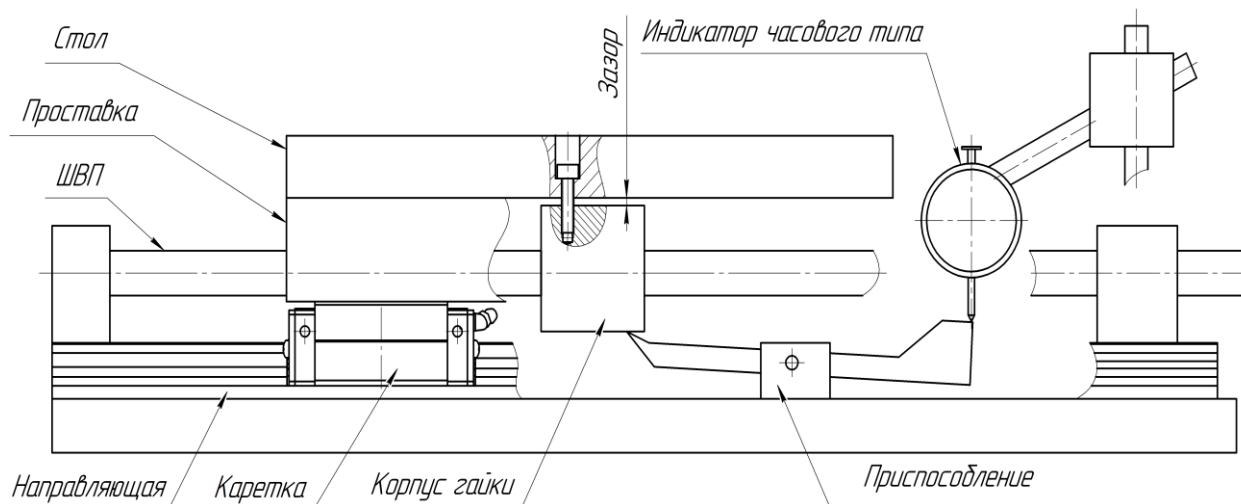 Стол
Зазор
Индикатор часового типа
Проставка
ШВП
Направляющая
Каретка
Корпус гайки
Приспособление